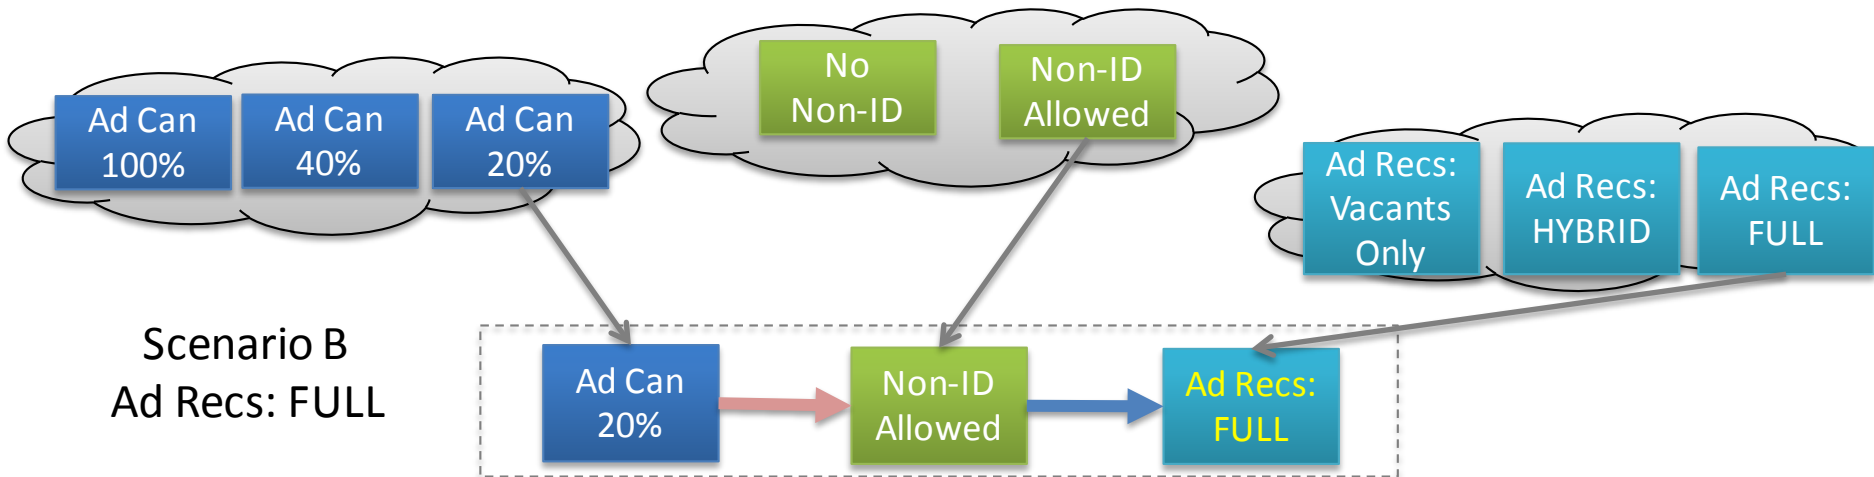 Ad Can
100%
Ad Can
40%
Ad Can
20%
No
Non-ID
Non-ID
Allowed
Ad Recs:
Vacants
Only
Ad Recs:
HYBRID
Ad Recs:
FULL
Scenario B
Ad Recs: FULL
Ad Can
20%
Non-ID
Allowed
Ad Recs:
FULL